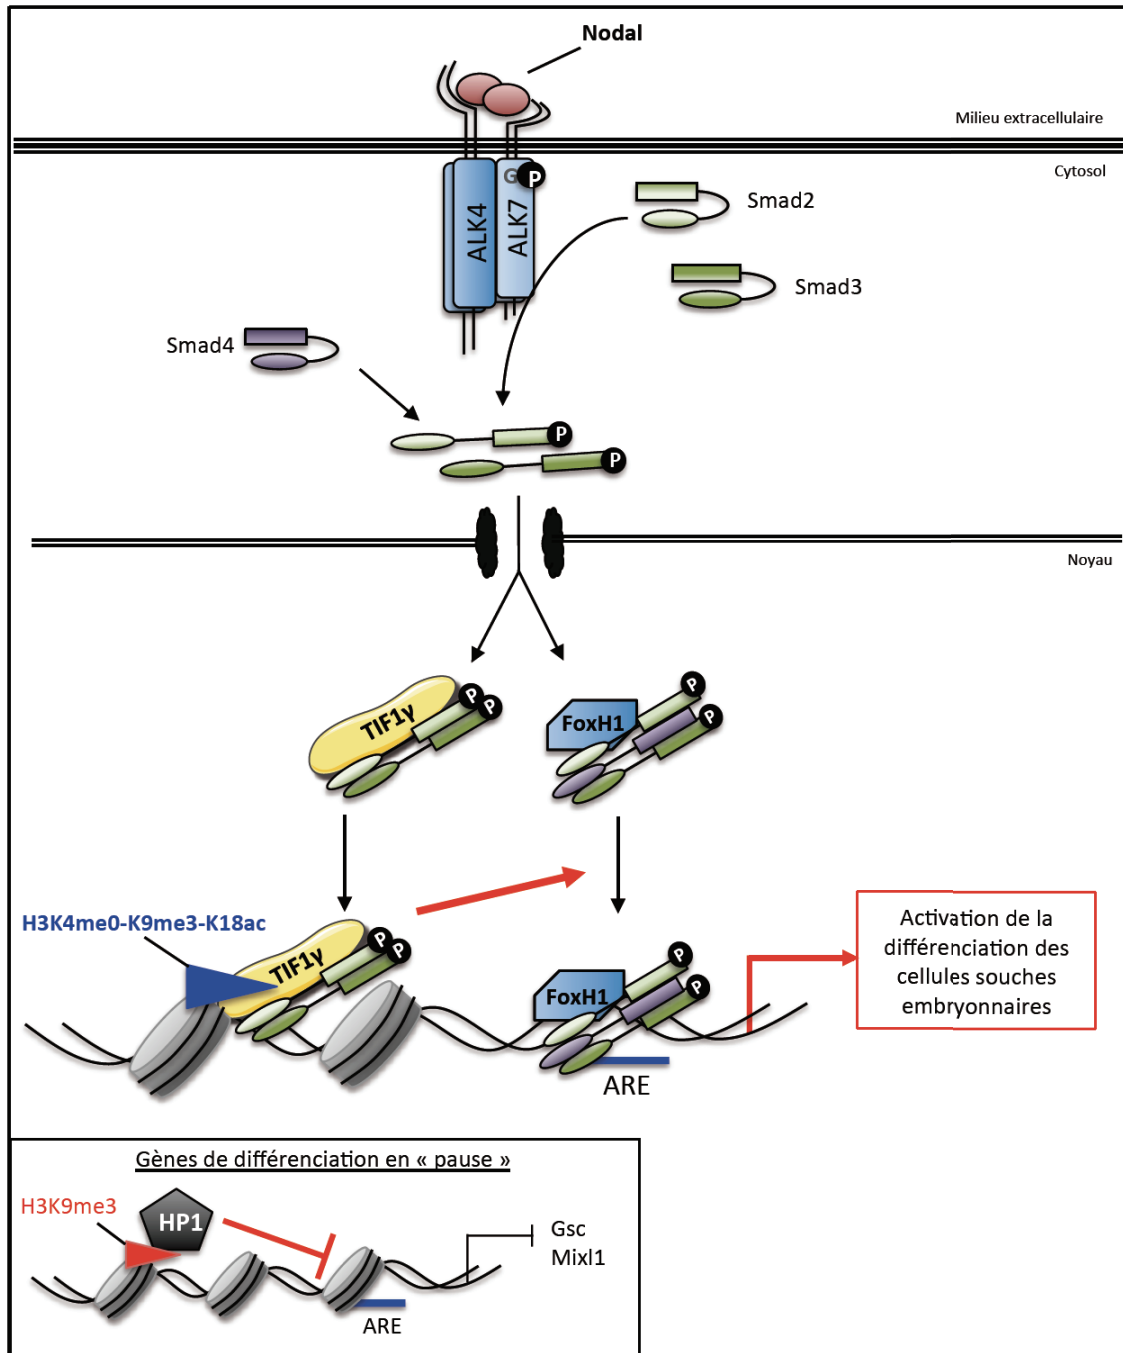 Nodal
Milieu extracellulaire
Cytosol
G P
ALK4
ALK7
Smad2
Smad3
Smad4
P
P
Noyau
TIF1γ
P
P
FoxH1
P
P
H3K4me0-K9me3-K18ac
TIF1γ
P
P
FoxH1
P
P
ARE
Activation de la
différenciation des
cellules souches
embryonnaires
Gènes de différenciation en « pause »
H3K9me3
HP1
Gsc
Mixl1
ARE